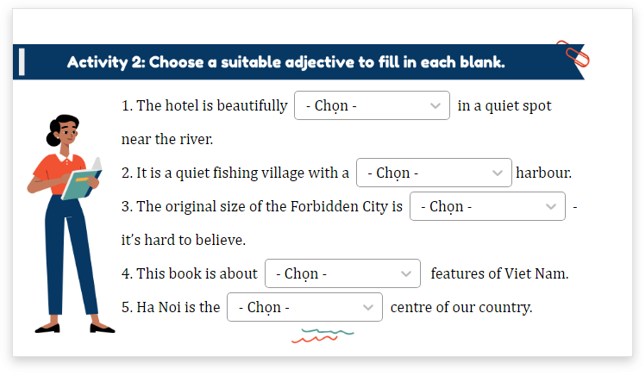 Activity 2: Choose a suitable adjective to fill in each blank.
1. The hotel is beautifully - Chọn - in a quiet spot
near the river.
2. It is a quiet fishing village with a - Chọn - harbour.
3. The original size of the Forbidden City is - Chọn - -
it's hard to believe.
4. This book is about - Chọn - features of Viet Nam.
5. Ha Noi is the - Chọn - centre of our country.